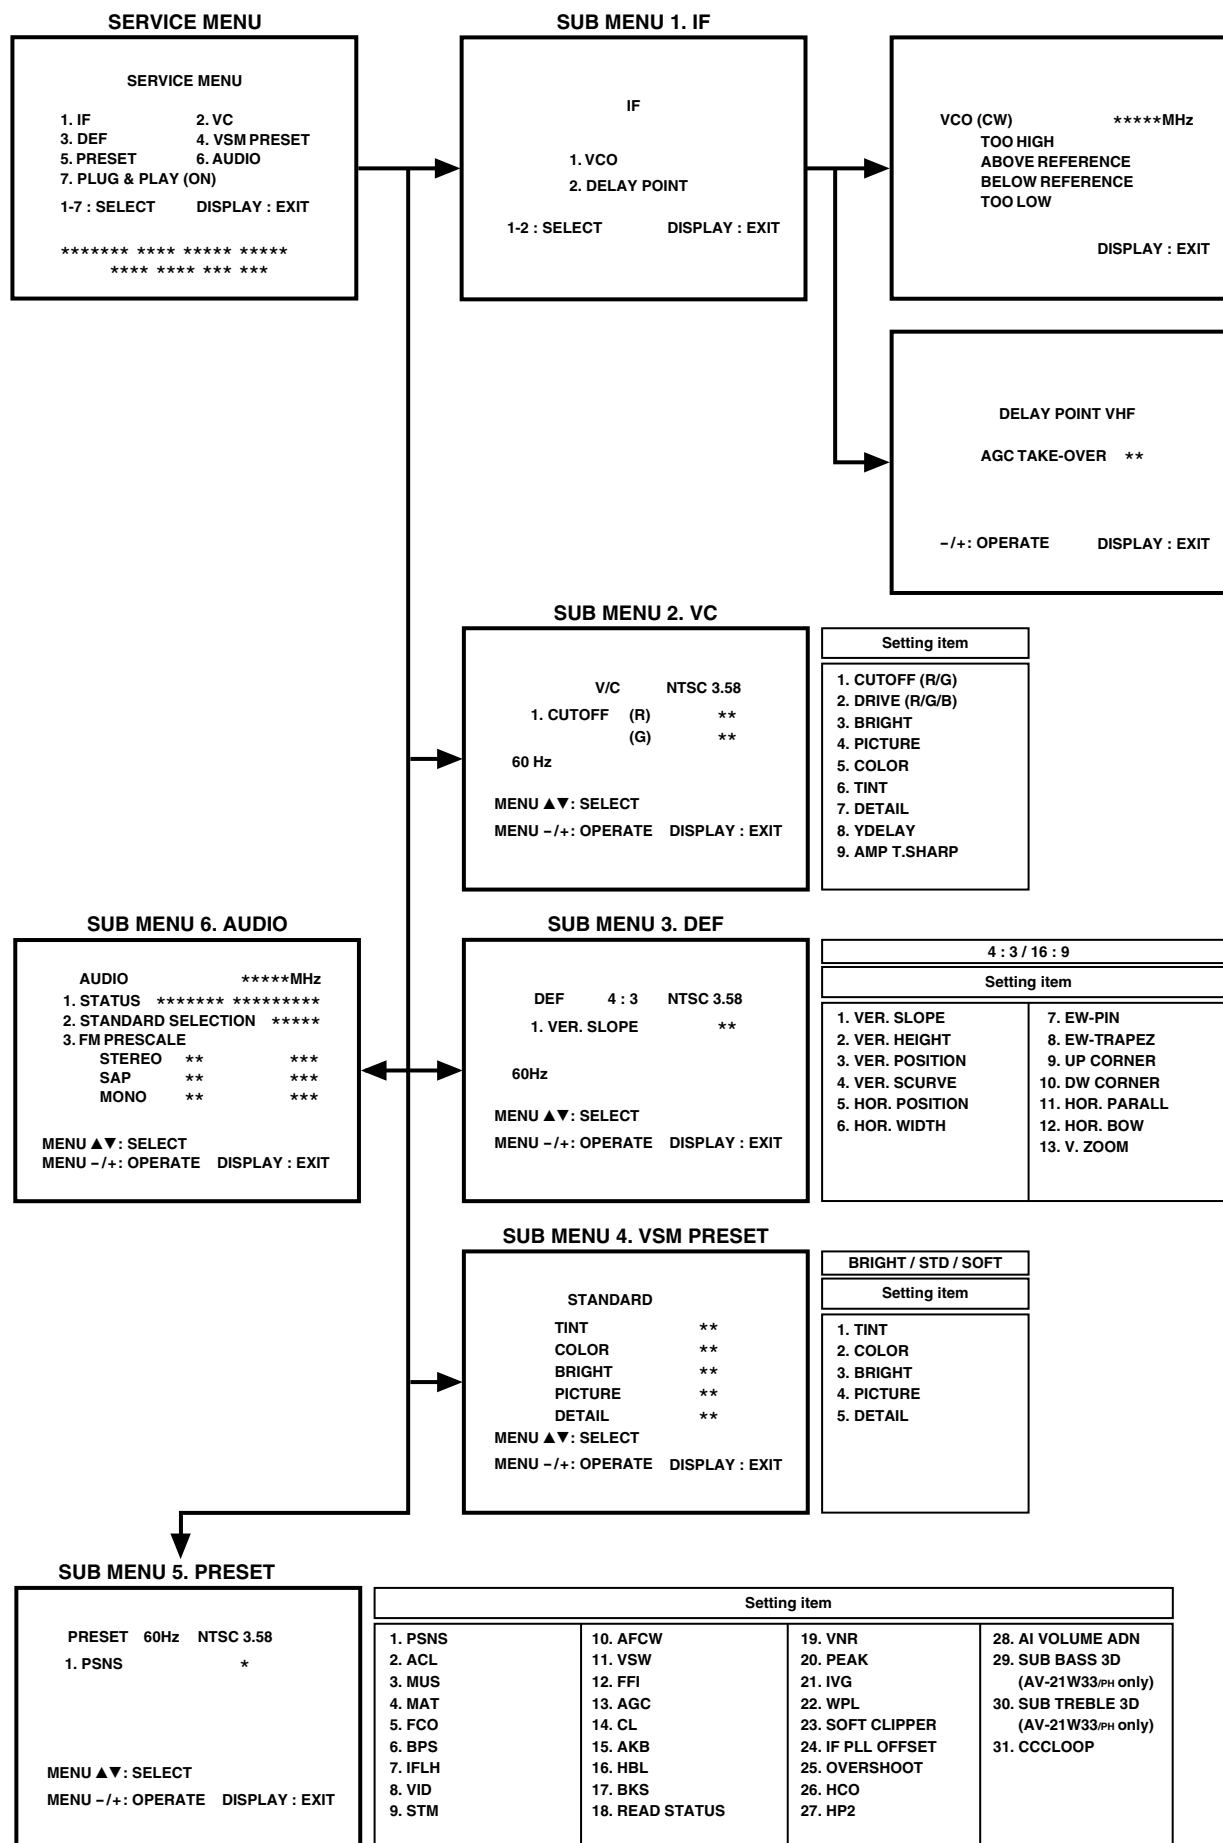 SERVICE MENU
SERVICE MENU
1. IF 2. VC
3. DEF 4. VSM PRESET
5. PRESET 6. AUDIO
7. PLUG & PLAY (ON)
1-7 : SELECT DISPLAY : EXIT
******* **** ***** *****
**** **** *** ***
SUB MENU 1. IF
IF
1. VCO
2. DELAY POINT
1-2 : SELECT DISPLAY : EXIT
VCO (CW) *****MHz
TOO HIGH
ABOVE REFERENCE
BELOW REFERENCE
TOO LOW
DISPLAY : EXIT
DELAY POINT VHF
AGC TAKE-OVER **
–/+: OPERATE DISPLAY : EXIT
SUB MENU 2. VC
V/C NTSC 3.58
1. CUTOFF (R) **
(G) **
60 Hz
MENU ▲▼: SELECT
MENU –/+: OPERATE DISPLAY : EXIT
Setting item
1. CUTOFF (R/G)
2. DRIVE (R/G/B)
3. BRIGHT
4. PICTURE
5. COLOR
6. TINT
7. DETAIL
8. YDELAY
9. AMP T.SHARP
SUB MENU 6. AUDIO
AUDIO *****MHz
1. STATUS ******* *********
2. STANDARD SELECTION *****
3. FM PRESCALE
STEREO ** ***
SAP ** ***
MONO ** ***
MENU ▲▼: SELECT
MENU –/+: OPERATE DISPLAY : EXIT
SUB MENU 3. DEF
DEF 4 : 3 NTSC 3.58
1. VER. SLOPE **
60Hz
MENU ▲▼: SELECT
MENU –/+: OPERATE DISPLAY : EXIT
4 : 3 / 16 : 9
Setting item
1. VER. SLOPE
2. VER. HEIGHT
3. VER. POSITION
4. VER. SCURVE
5. HOR. POSITION
6. HOR. WIDTH
7. EW-PIN
8. EW-TRAPEZ
9. UP CORNER
10. DW CORNER
11. HOR. PARALL
12. HOR. BOW
13. V. ZOOM
SUB MENU 4. VSM PRESET
STANDARD
TINT **
COLOR **
BRIGHT **
PICTURE **
DETAIL **
MENU ▲▼: SELECT
MENU –/+: OPERATE DISPLAY : EXIT
BRIGHT / STD / SOFT
Setting item
1. TINT
2. COLOR
3. BRIGHT
4. PICTURE
5. DETAIL
SUB MENU 5. PRESET
PRESET 60Hz NTSC 3.58
1. PSNS *
MENU ▲▼: SELECT
MENU –/+: OPERATE DISPLAY : EXIT
Setting item
1. PSNS
2. ACL
3. MUS
4. MAT
5. FCO
6. BPS
7. IFLH
8. VID
9. STM
10. AFCW
11. VSW
12. FFI
13. AGC
14. CL
15. AKB
16. HBL
17. BKS
18. READ STATUS
19. VNR
20. PEAK
21. IVG
22. WPL
23. SOFT CLIPPER
24. IF PLL OFFSET
25. OVERSHOOT
26. HCO
27. HP2
28. AI VOLUME ADN
29. SUB BASS 3D
(AV-21W33/PH only)
30. SUB TREBLE 3D
(AV-21W33/PH only)
31. CCCLOOP